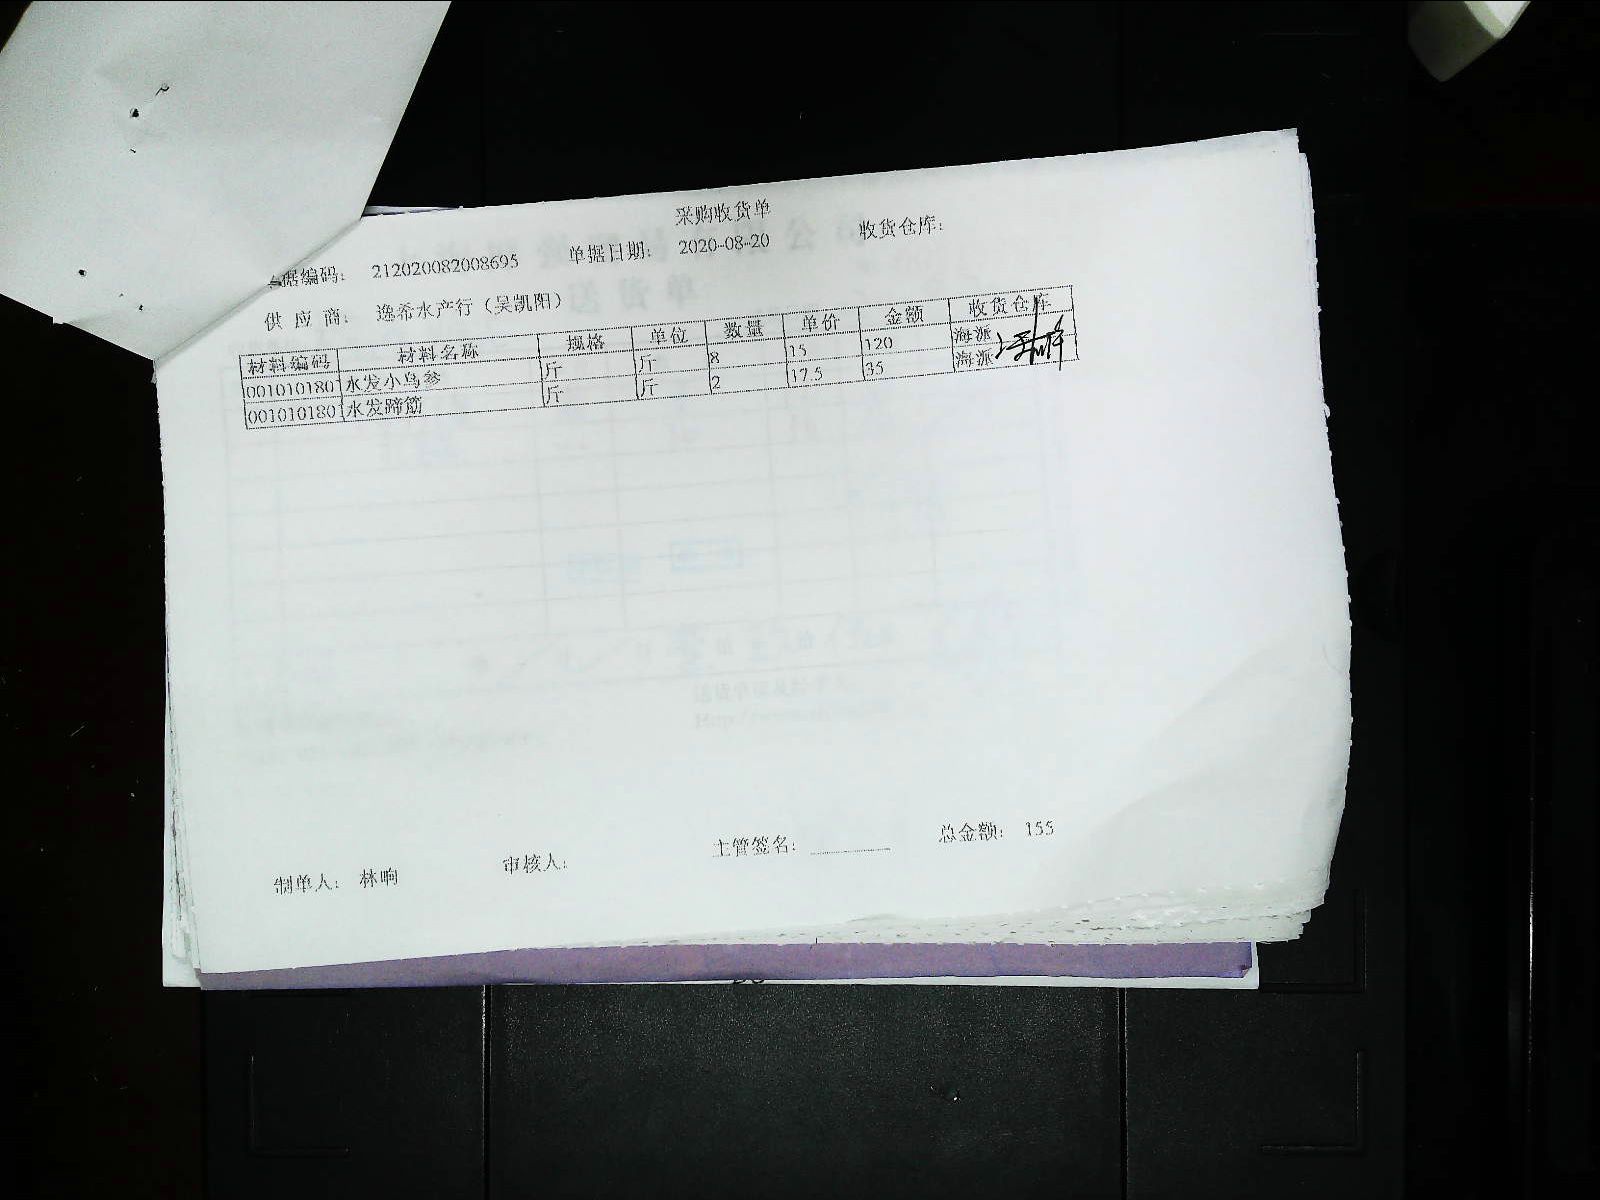 采购收货单
据编码: 212020082008695 单据日期: 2020-08-20 收货仓库:
供 应 商: 逸希水产行（吴凯阳）
材料编码 材料名称 规格 单位 数量 单价 金额 收货仓库
001010180 水发小乌参 斤 斤 8 15 120 海派
001010180 水发蹄筋 斤 斤 2 17.5 35 海派
主管签名: 总金额: 155
制单人: 林响 审核人: